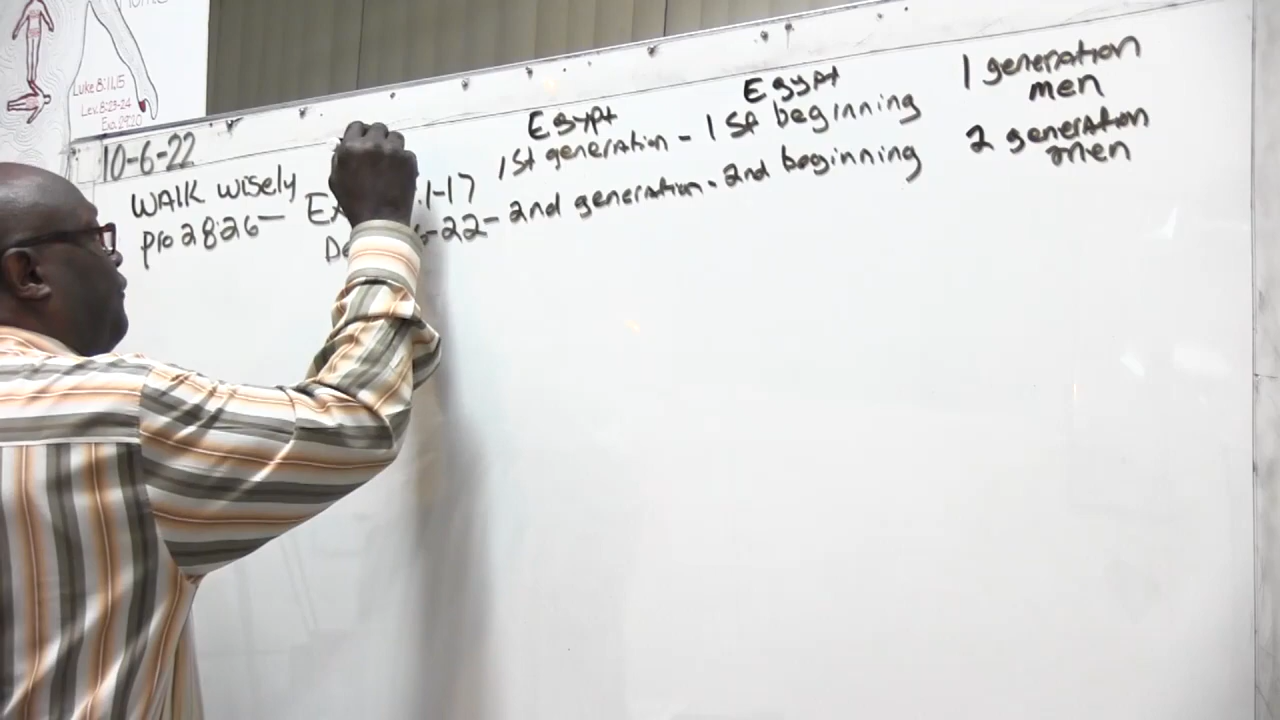 Luke 8:11,15
Lev. 8:23-24
Exo. 29:20
10-6-22
WALK wisely
Pro 28:26-
1-17
Egypt
1st generation - 1st beginning
Egypt
-22- 2nd generation - 2nd beginning
1 generation
men
2 generation
men